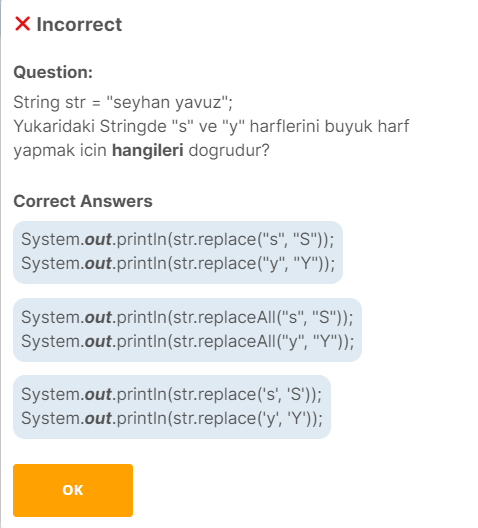 Incorrect
Question:
String str = "seyhan yavuz";
Yukaridaki Stringde "s" ve "y" harflerini buyuk harf
yapmak icin hangileri dogrudur?
Correct Answers
System.out.println(str.replace("s", "S"));
System.out.println(str.replace("y", "Y"));
System.out.println(str.replaceAll("s", "S"));
System.out.println(str.replaceAll("y", "Y"));
System.out.println(str.replace('s', 'S'));
System.out.println(str.replace('y', 'Y'));
OK